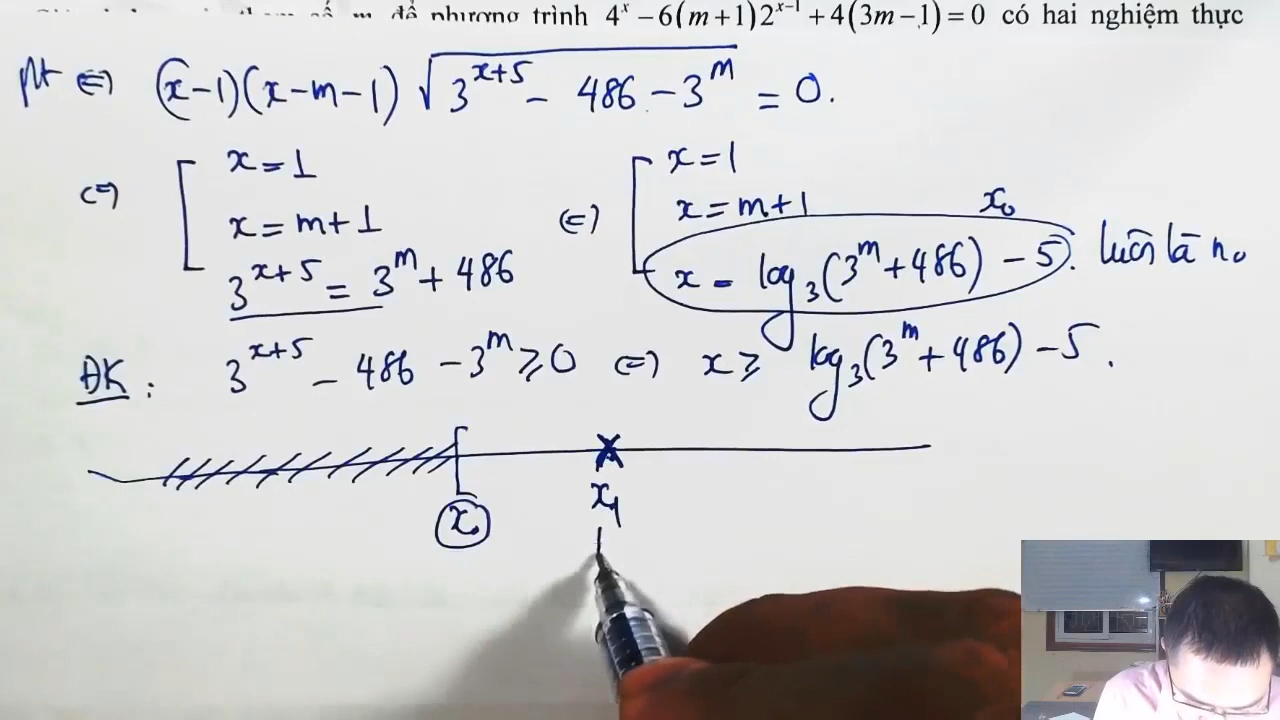 phương trình 4^x − 6(m+1)2^{x−1} + 4(3m−1) = 0 có hai nghiệm thực
pt ⇔ (x−1)(x−m−1) √(3^{x+5} − 486 − 3^m) = 0.
⇔ [ x = 1 ⇔ [ x = 1
x = m+1 x = m+1 x₀
3^{x+5} = 3^m + 486 x = log₃(3^m + 486) − 5. luôn là no
ĐK: 3^{x+5} − 486 − 3^m ≥ 0 ⇔ x ≥ log₃(3^m + 486) − 5.
x₀ x₁